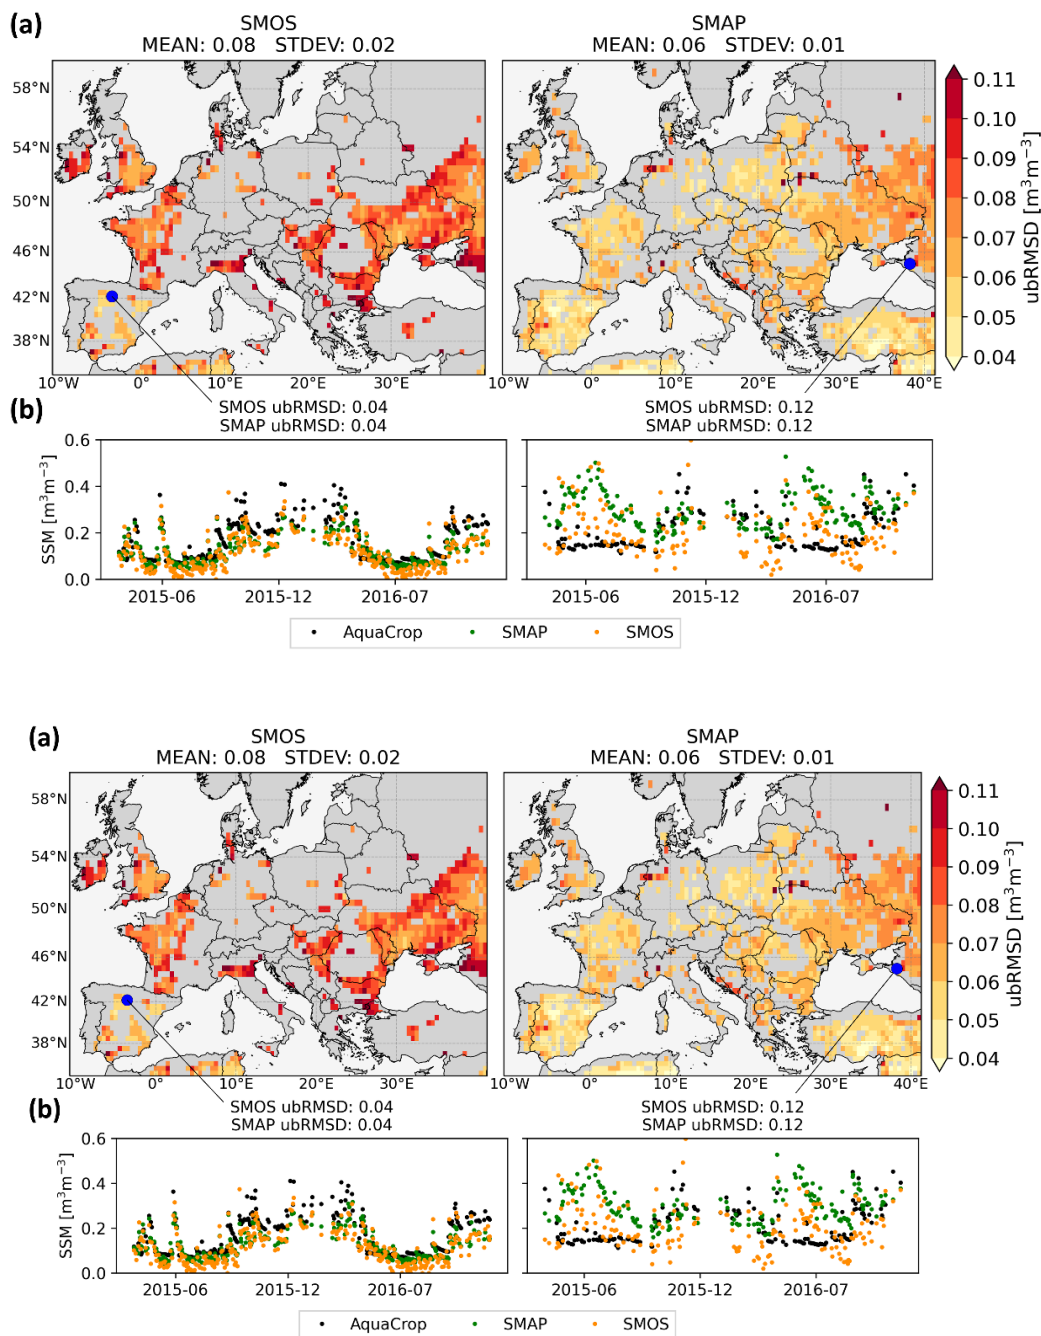 (a)
SMOS
MEAN: 0.08 STDEV: 0.02
SMAP
MEAN: 0.06 STDEV: 0.01
58°N
54°N
50°N
46°N
42°N
38°N
10°W 0° 10°E 20°E 30°E
0° 10°E 20°E 30°E 40°E
0.11
0.10
0.09
0.08
0.07
0.06
0.05
0.04
ubRMSD [m³m⁻³]
(b)
SMOS ubRMSD: 0.04
SMAP ubRMSD: 0.04
SMOS ubRMSD: 0.12
SMAP ubRMSD: 0.12
SSM [m³m⁻³]
0.6
0.4
0.2
0.0
2015-06 2015-12 2016-07
2015-06 2015-12 2016-07
AquaCrop SMAP SMOS
(a)
SMOS
MEAN: 0.08 STDEV: 0.02
SMAP
MEAN: 0.06 STDEV: 0.01
58°N
54°N
50°N
46°N
42°N
38°N
10°W 0° 10°E 20°E 30°E
0° 10°E 20°E 30°E 40°E
0.11
0.10
0.09
0.08
0.07
0.06
0.05
0.04
ubRMSD [m³m⁻³]
(b)
SMOS ubRMSD: 0.04
SMAP ubRMSD: 0.04
SMOS ubRMSD: 0.12
SMAP ubRMSD: 0.12
SSM [m³m⁻³]
0.6
0.4
0.2
0.0
2015-06 2015-12 2016-07
2015-06 2015-12 2016-07
AquaCrop SMAP SMOS